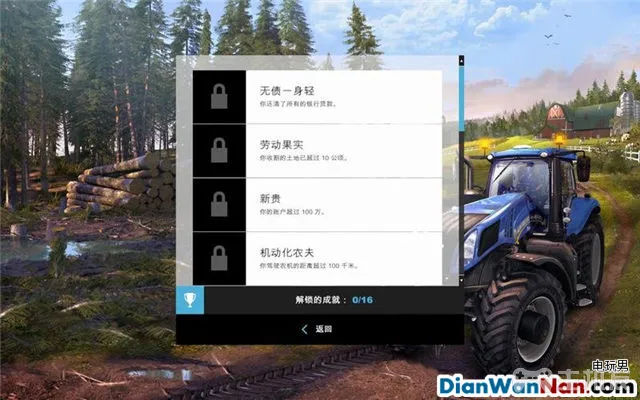 无债一身轻
你还清了所有的银行贷款。
劳动果实
你收割的土地已超过 10 公顷。
新贵
你的账户超过 100 万。
机动化农夫
你驾驶农机的距离超过 100 千米。
解锁的成就： 0/16
返回
电玩男
DianWanNan.com